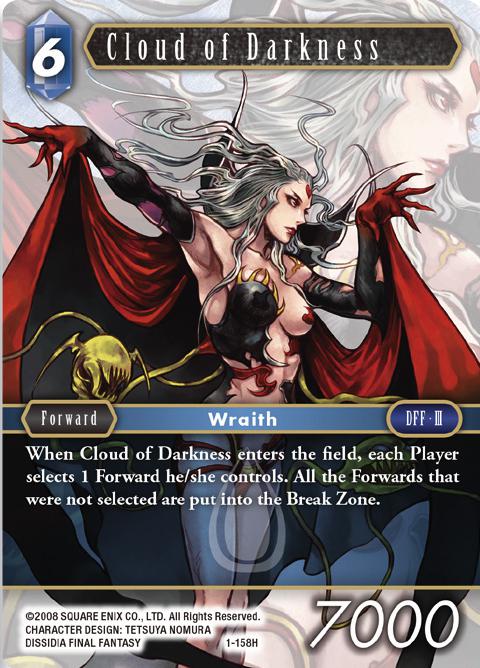 6
Cloud of Darkness
Forward
Wraith
DFF · III
When Cloud of Darkness enters the field, each Player
selects 1 Forward he/she controls. All the Forwards that
were not selected are put into the Break Zone.
©2008 SQUARE ENIX CO., LTD. All Rights Reserved.
CHARACTER DESIGN: TETSUYA NOMURA
DISSIDIA FINAL FANTASY
1-158H
7000